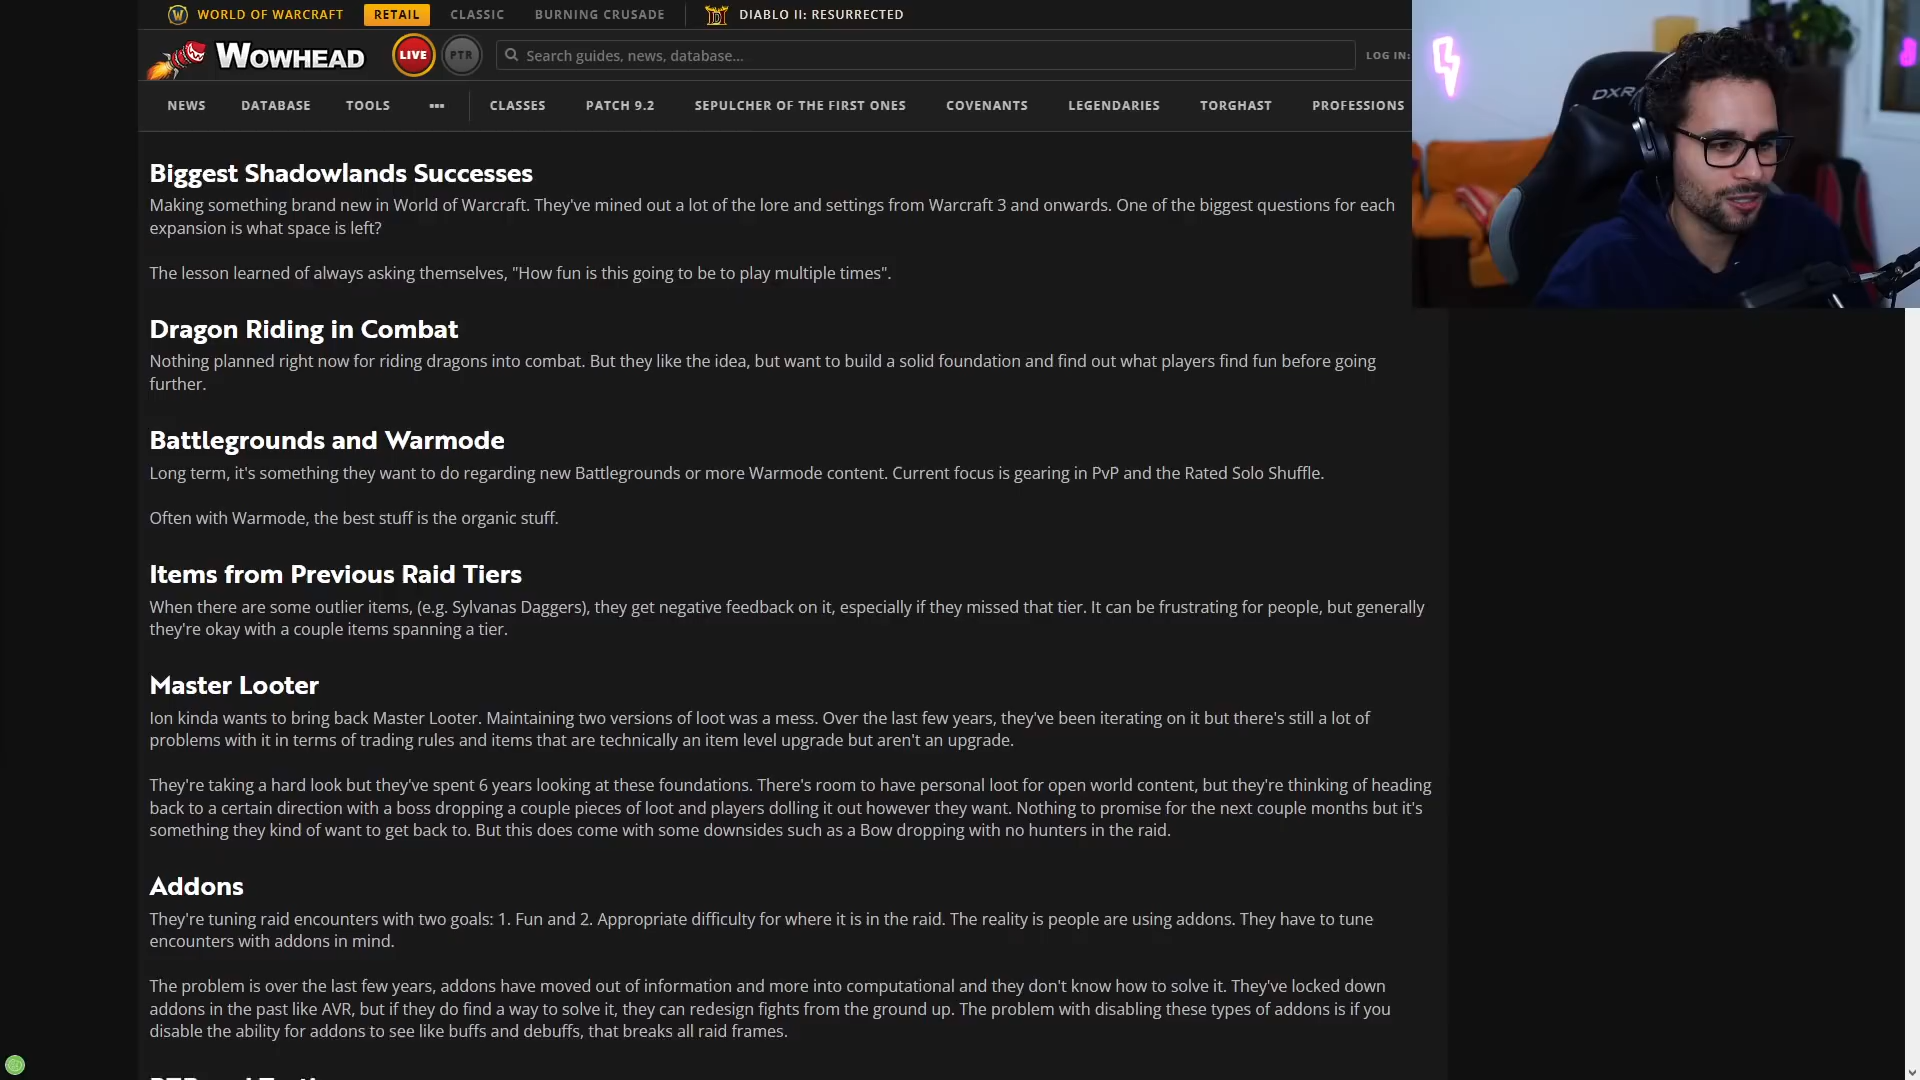 WORLD OF WARCRAFT RETAIL CLASSIC BURNING CRUSADE DIABLO II: RESURRECTED
WOWHEAD LIVE PTR Search guides, news, database... LOG IN:
NEWS DATABASE TOOLS ••• CLASSES PATCH 9.2 SEPULCHER OF THE FIRST ONES COVENANTS LEGENDARIES TORGHAST PROFESSIONS
DXR
Biggest Shadowlands Successes
Making something brand new in World of Warcraft. They've mined out a lot of the lore and settings from Warcraft 3 and onwards. One of the biggest questions for each
expansion is what space is left?
The lesson learned of always asking themselves, "How fun is this going to be to play multiple times".
Dragon Riding in Combat
Nothing planned right now for riding dragons into combat. But they like the idea, but want to build a solid foundation and find out what players find fun before going
further.
Battlegrounds and Warmode
Long term, it's something they want to do regarding new Battlegrounds or more Warmode content. Current focus is gearing in PvP and the Rated Solo Shuffle.
Often with Warmode, the best stuff is the organic stuff.
Items from Previous Raid Tiers
When there are some outlier items, (e.g. Sylvanas Daggers), they get negative feedback on it, especially if they missed that tier. It can be frustrating for people, but generally
they're okay with a couple items spanning a tier.
Master Looter
Ion kinda wants to bring back Master Looter. Maintaining two versions of loot was a mess. Over the last few years, they've been iterating on it but there's still a lot of
problems with it in terms of trading rules and items that are technically an item level upgrade but aren't an upgrade.
They're taking a hard look but they've spent 6 years looking at these foundations. There's room to have personal loot for open world content, but they're thinking of heading
back to a certain direction with a boss dropping a couple pieces of loot and players dolling it out however they want. Nothing to promise for the next couple months but it's
something they kind of want to get back to. But this does come with some downsides such as a Bow dropping with no hunters in the raid.
Addons
They're tuning raid encounters with two goals: 1. Fun and 2. Appropriate difficulty for where it is in the raid. The reality is people are using addons. They have to tune
encounters with addons in mind.
The problem is over the last few years, addons have moved out of information and more into computational and they don't know how to solve it. They've locked down
addons in the past like AVR, but if they do find a way to solve it, they can redesign fights from the ground up. The problem with disabling these types of addons is if you
disable the ability for addons to see like buffs and debuffs, that breaks all raid frames.